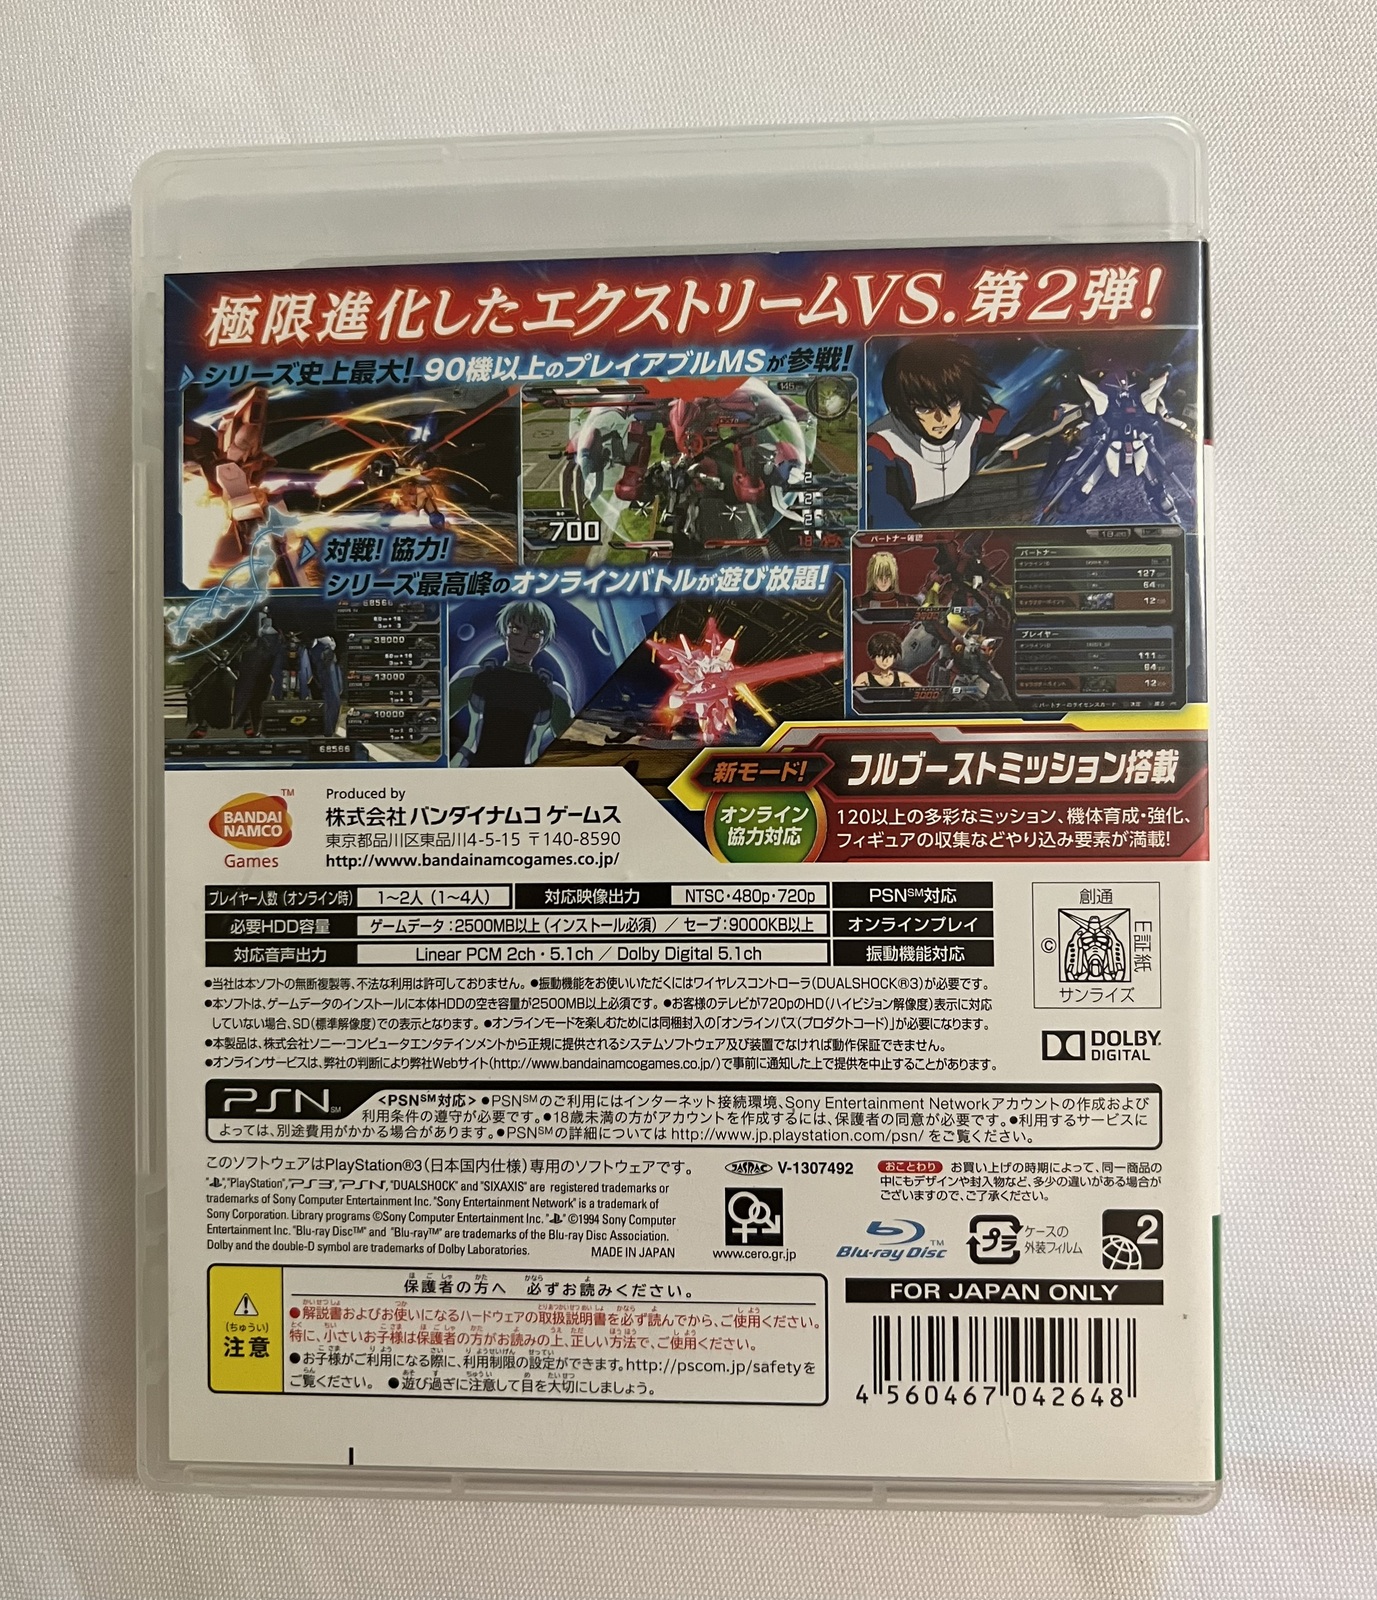 極限進化したエクストリームVS.第2弾!
シリーズ史上最大! 90機以上のプレイアブルMSが参戦!
145
700
対戦! 協力!
シリーズ最高峰のオンラインバトルが遊び放題!
パートナー確認
パートナー
127
64
12
プレイヤー
111
64
12
3000
68566
38000
13000
10000
68566
新モード!
フルブーストミッション搭載
オンライン
協力対応
120以上の多彩なミッション、機体育成・強化、
フィギュアの収集などやり込み要素が満載!
BANDAI
NAMCO
Games
TM
Produced by
株式会社 バンダイナムコ ゲームス
東京都品川区東品川4-5-15 〒140-8590
http://www.bandainamcogames.co.jp/
プレイヤー人数(オンライン時) 1〜2人(1〜4人) 対応映像出力 NTSC・480p・720p PSN℠対応
必要HDD容量 ゲームデータ:2500MB以上(インストール必須) / セーブ:9000KB以上 オンラインプレイ
対応音声出力 Linear PCM 2ch・5.1ch / Dolby Digital 5.1ch 振動機能対応
創通
©
エ証紙
サンライズ
●当社は本ソフトの無断複製等、不法な利用は許可しておりません。●振動機能をお使いいただくにはワイヤレスコントローラ(DUALSHOCK®3)が必要です。
●本ソフトは、ゲームデータのインストールに本体HDDの空き容量が2500MB以上必須です。●お客様のテレビが720pのHD(ハイビジョン解像度)表示に対応
していない場合、SD(標準解像度)での表示となります。●オンラインモードを楽しむためには同梱封入の「オンラインパス(プロダクトコード)」が必要になります。
●本製品は、株式会社ソニー・コンピュータエンタテインメントから正規に提供されるシステムソフトウェア及び装置でなければ動作保証できません。
●オンラインサービスは、弊社の判断により弊社Webサイト(http://www.bandainamcogames.co.jp/)で事前に通知した上で提供を中止することがあります。
DOLBY.
DIGITAL
PSN SM <PSN℠対応> ●PSN℠のご利用にはインターネット接続環境、Sony Entertainment Networkアカウントの作成および
利用条件の遵守が必要です。●18歳未満の方がアカウントを作成するには、保護者の同意が必要です。●利用するサービスに
よっては、別途費用がかかる場合があります。●PSN℠の詳細については http://www.jp.playstation.com/psn/ をご覧ください。
このソフトウェアはPlayStation®3(日本国内仕様)専用のソフトウェアです。
"PlayStation", PS3, PSN, "DUALSHOCK" and "SIXAXIS" are registered trademarks or
trademarks of Sony Computer Entertainment Inc. "Sony Entertainment Network" is a trademark of
Sony Corporation. Library programs ©Sony Computer Entertainment Inc. ©1994 Sony Computer
Entertainment Inc. "Blu-ray Disc™" and "Blu-ray™" are trademarks of the Blu-ray Disc Association.
Dolby and the double-D symbol are trademarks of Dolby Laboratories. MADE IN JAPAN
JASRAC V-1307492
www.cero.gr.jp
おことわり お買い上げの時期によって、同一商品の
中にもデザインや封入物など、多少の違いがある場合が
ございますので、ご了承ください。
Blu-ray Disc TM
プラ
ケースの
外装フィルム
2
FOR JAPAN ONLY
4 560467 042648
(ちゅうい)
注意
保護者の方へ 必ずお読みください。
●解説書およびお使いになるハードウェアの取扱説明書を必ず読んでから、ご使用ください。
特に、小さいお子様は保護者の方がお読みの上、正しい方法で、ご使用ください。
●お子様がご利用になる際に、利用制限の設定ができます。http://pscom.jp/safetyを
ご覧ください。 ●遊び過ぎに注意して目を大切にしましょう。